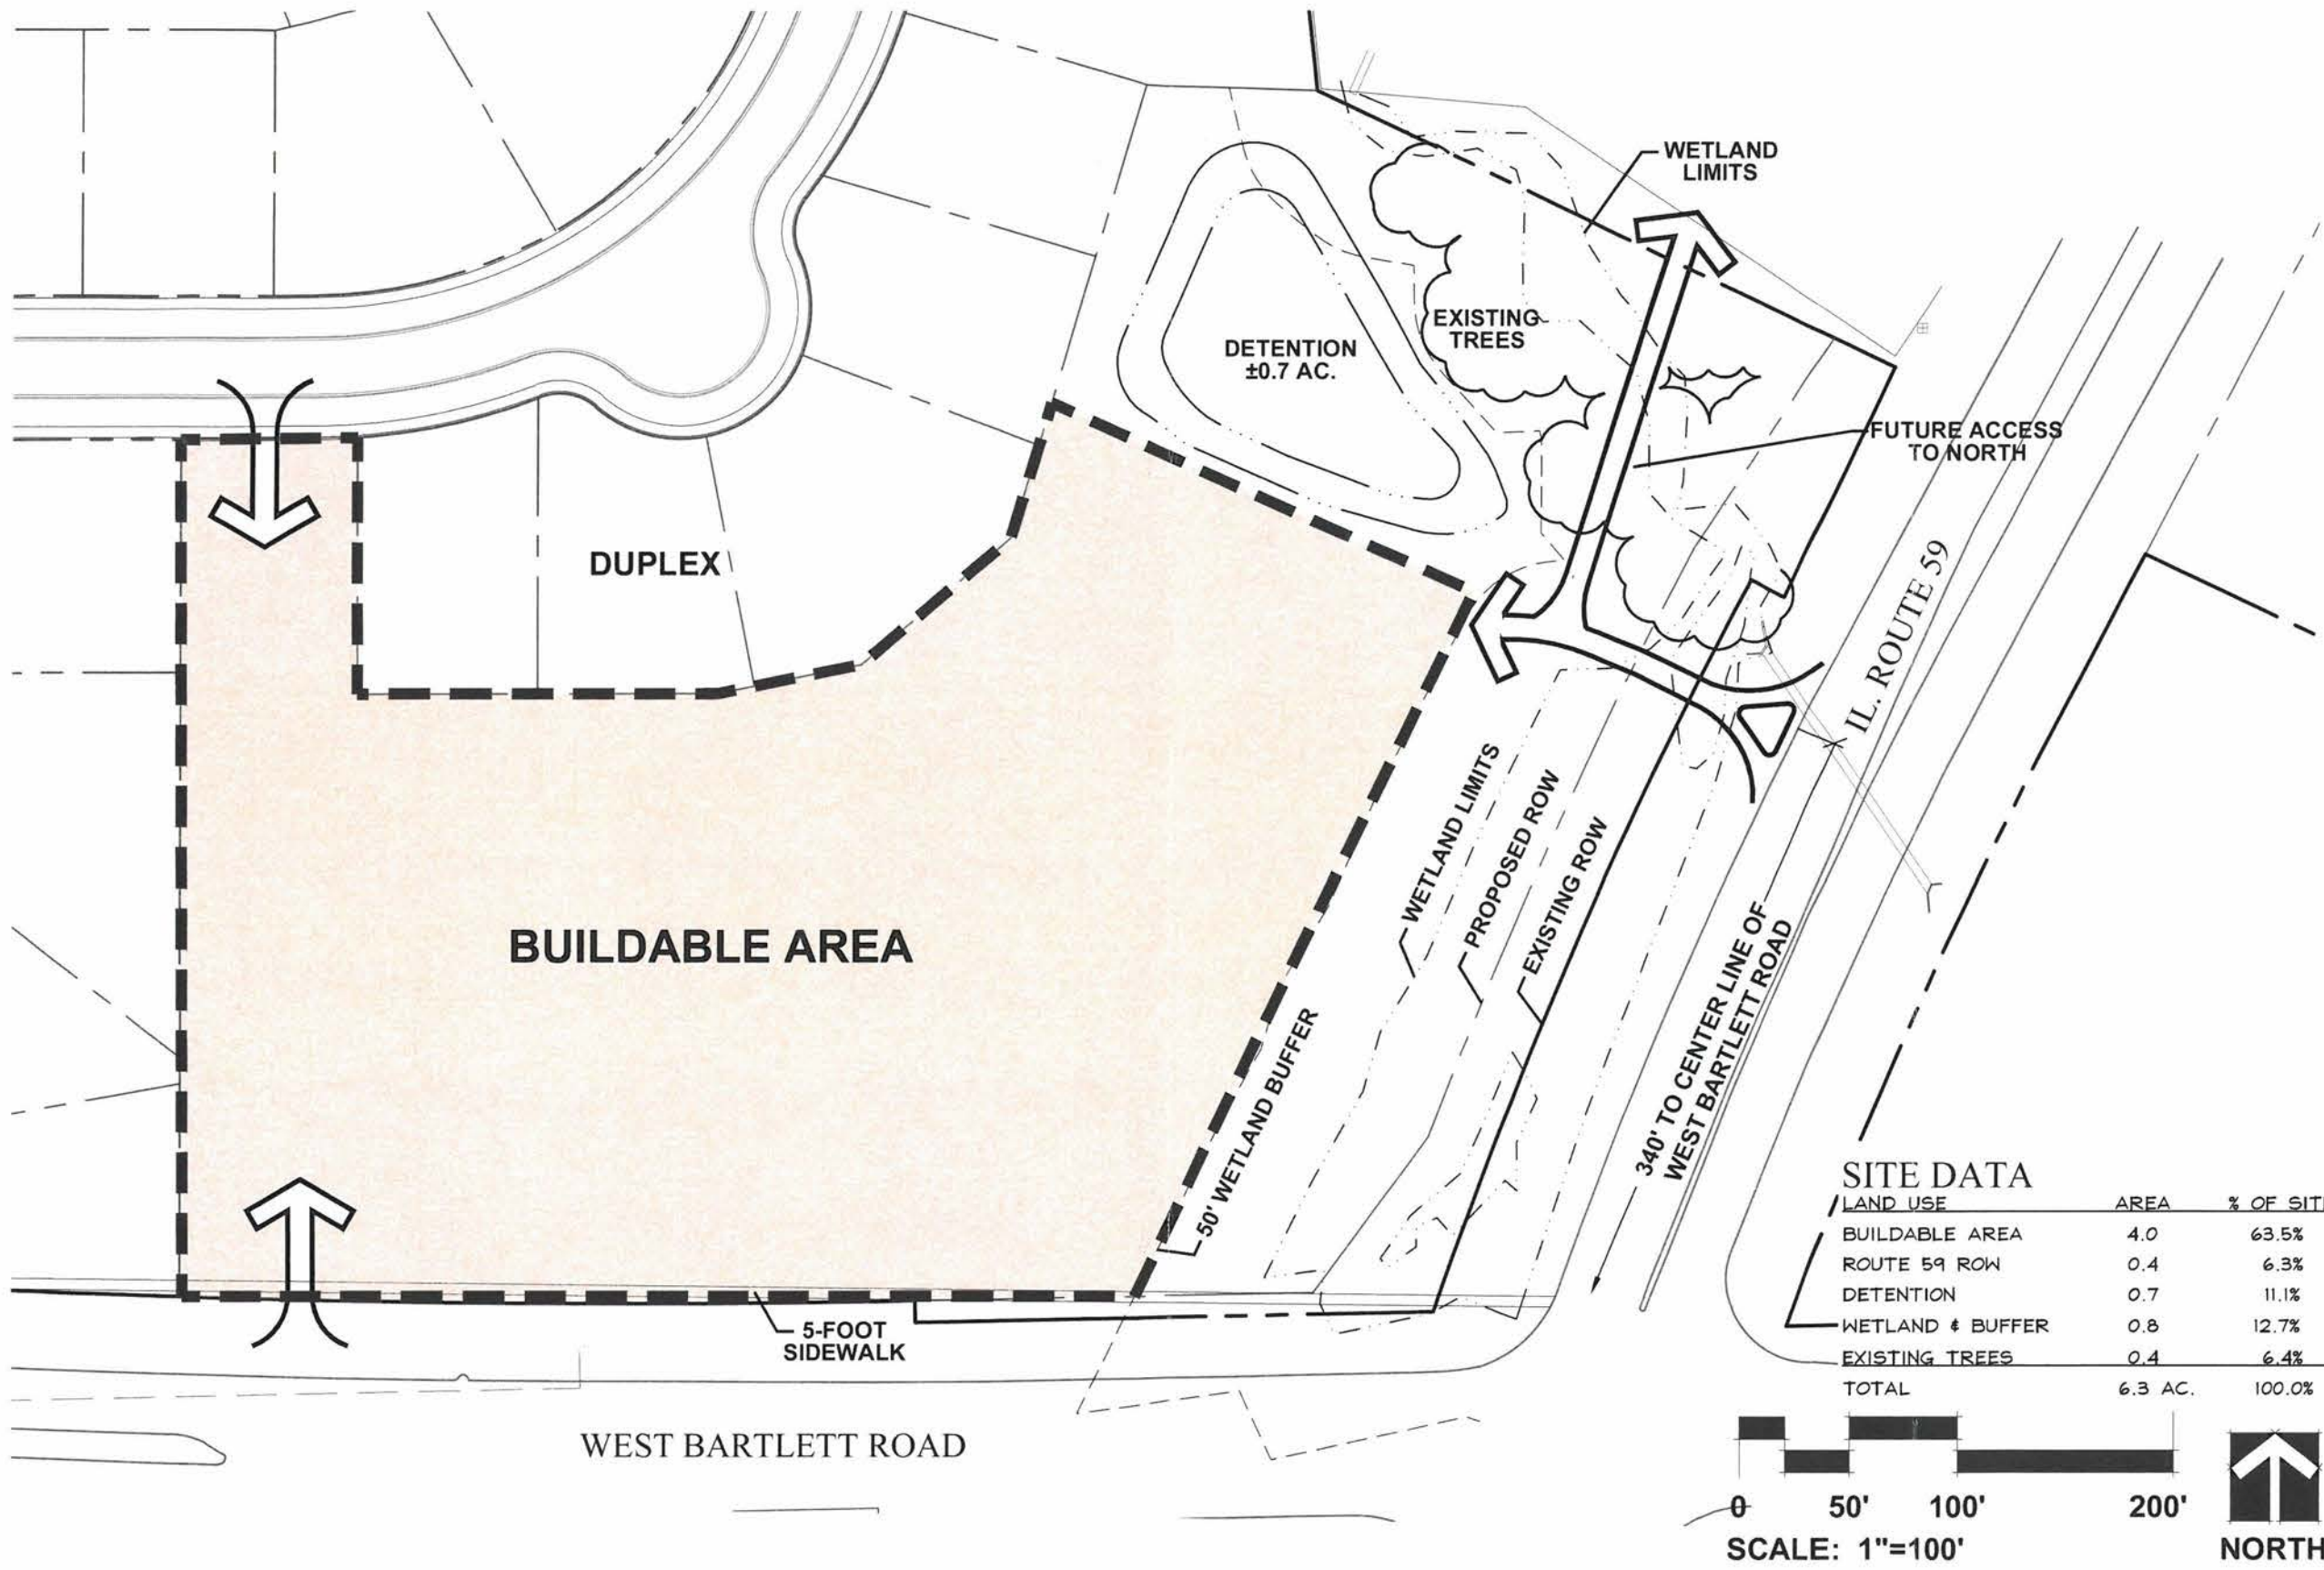 WETLAND
LIMITS
EXISTING
TREES
DETENTION
±0.7 AC.
FUTURE ACCESS
TO NORTH
DUPLEX
IL. ROUTE 59
WETLAND LIMITS
PROPOSED ROW
EXISTING ROW
BUILDABLE AREA
50' WETLAND BUFFER
340' TO CENTER LINE OF
WEST BARTLETT ROAD
5-FOOT
SIDEWALK
WEST BARTLETT ROAD
SITE DATA
LAND USE AREA % OF SIT
BUILDABLE AREA 4.0 63.5%
ROUTE 59 ROW 0.4 6.3%
DETENTION 0.7 11.1%
WETLAND & BUFFER 0.8 12.7%
EXISTING TREES 0.4 6.4%
TOTAL 6.3 AC. 100.0%
0 50' 100' 200'
SCALE: 1"=100'
NORTH